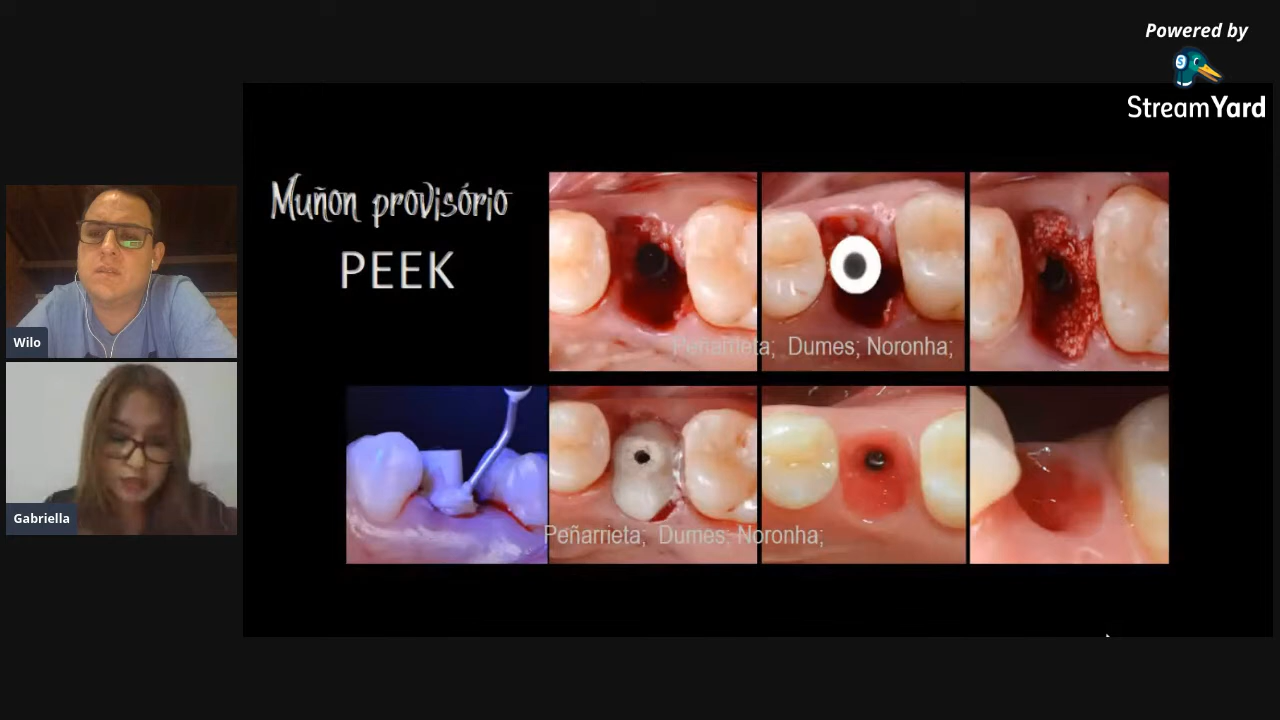 Powered by
StreamYard
Muñon provisório
PEEK
Peñarrieta; Dumes; Noronha;
Peñarrieta; Dumes; Noronha;
Wilo
Gabriella